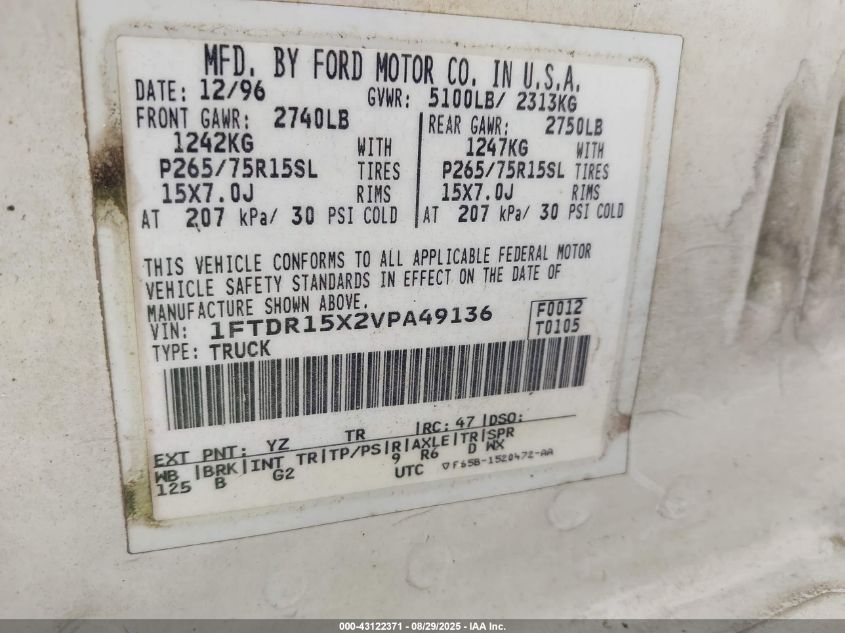 MFD. BY FORD MOTOR CO. IN U.S.A.
DATE: 12/96 GVWR: 5100LB/ 2313KG
FRONT GAWR: 2740LB REAR GAWR: 2750LB
1242KG WITH 1247KG WITH
P265/75R15SL TIRES P265/75R15SL TIRES
15X7.0J RIMS 15X7.0J RIMS
AT 207 kPa/ 30 PSI COLD AT 207 kPa/ 30 PSI COLD
THIS VEHICLE CONFORMS TO ALL APPLICABLE FEDERAL MOTOR
VEHICLE SAFETY STANDARDS IN EFFECT ON THE DATE OF
MANUFACTURE SHOWN ABOVE.
VIN: 1FTDR15X2VPA49136 F0012
TYPE: TRUCK T0105
EXT PNT: YZ TR RC: 47 DSO:
WB BRK INT TR TP/PS R AXLE TR SPR
125 B G2 9 R6 D WX
UTC ▽F65B-1520472-AA
000-43122371 - 08/29/2025 - IAA Inc.